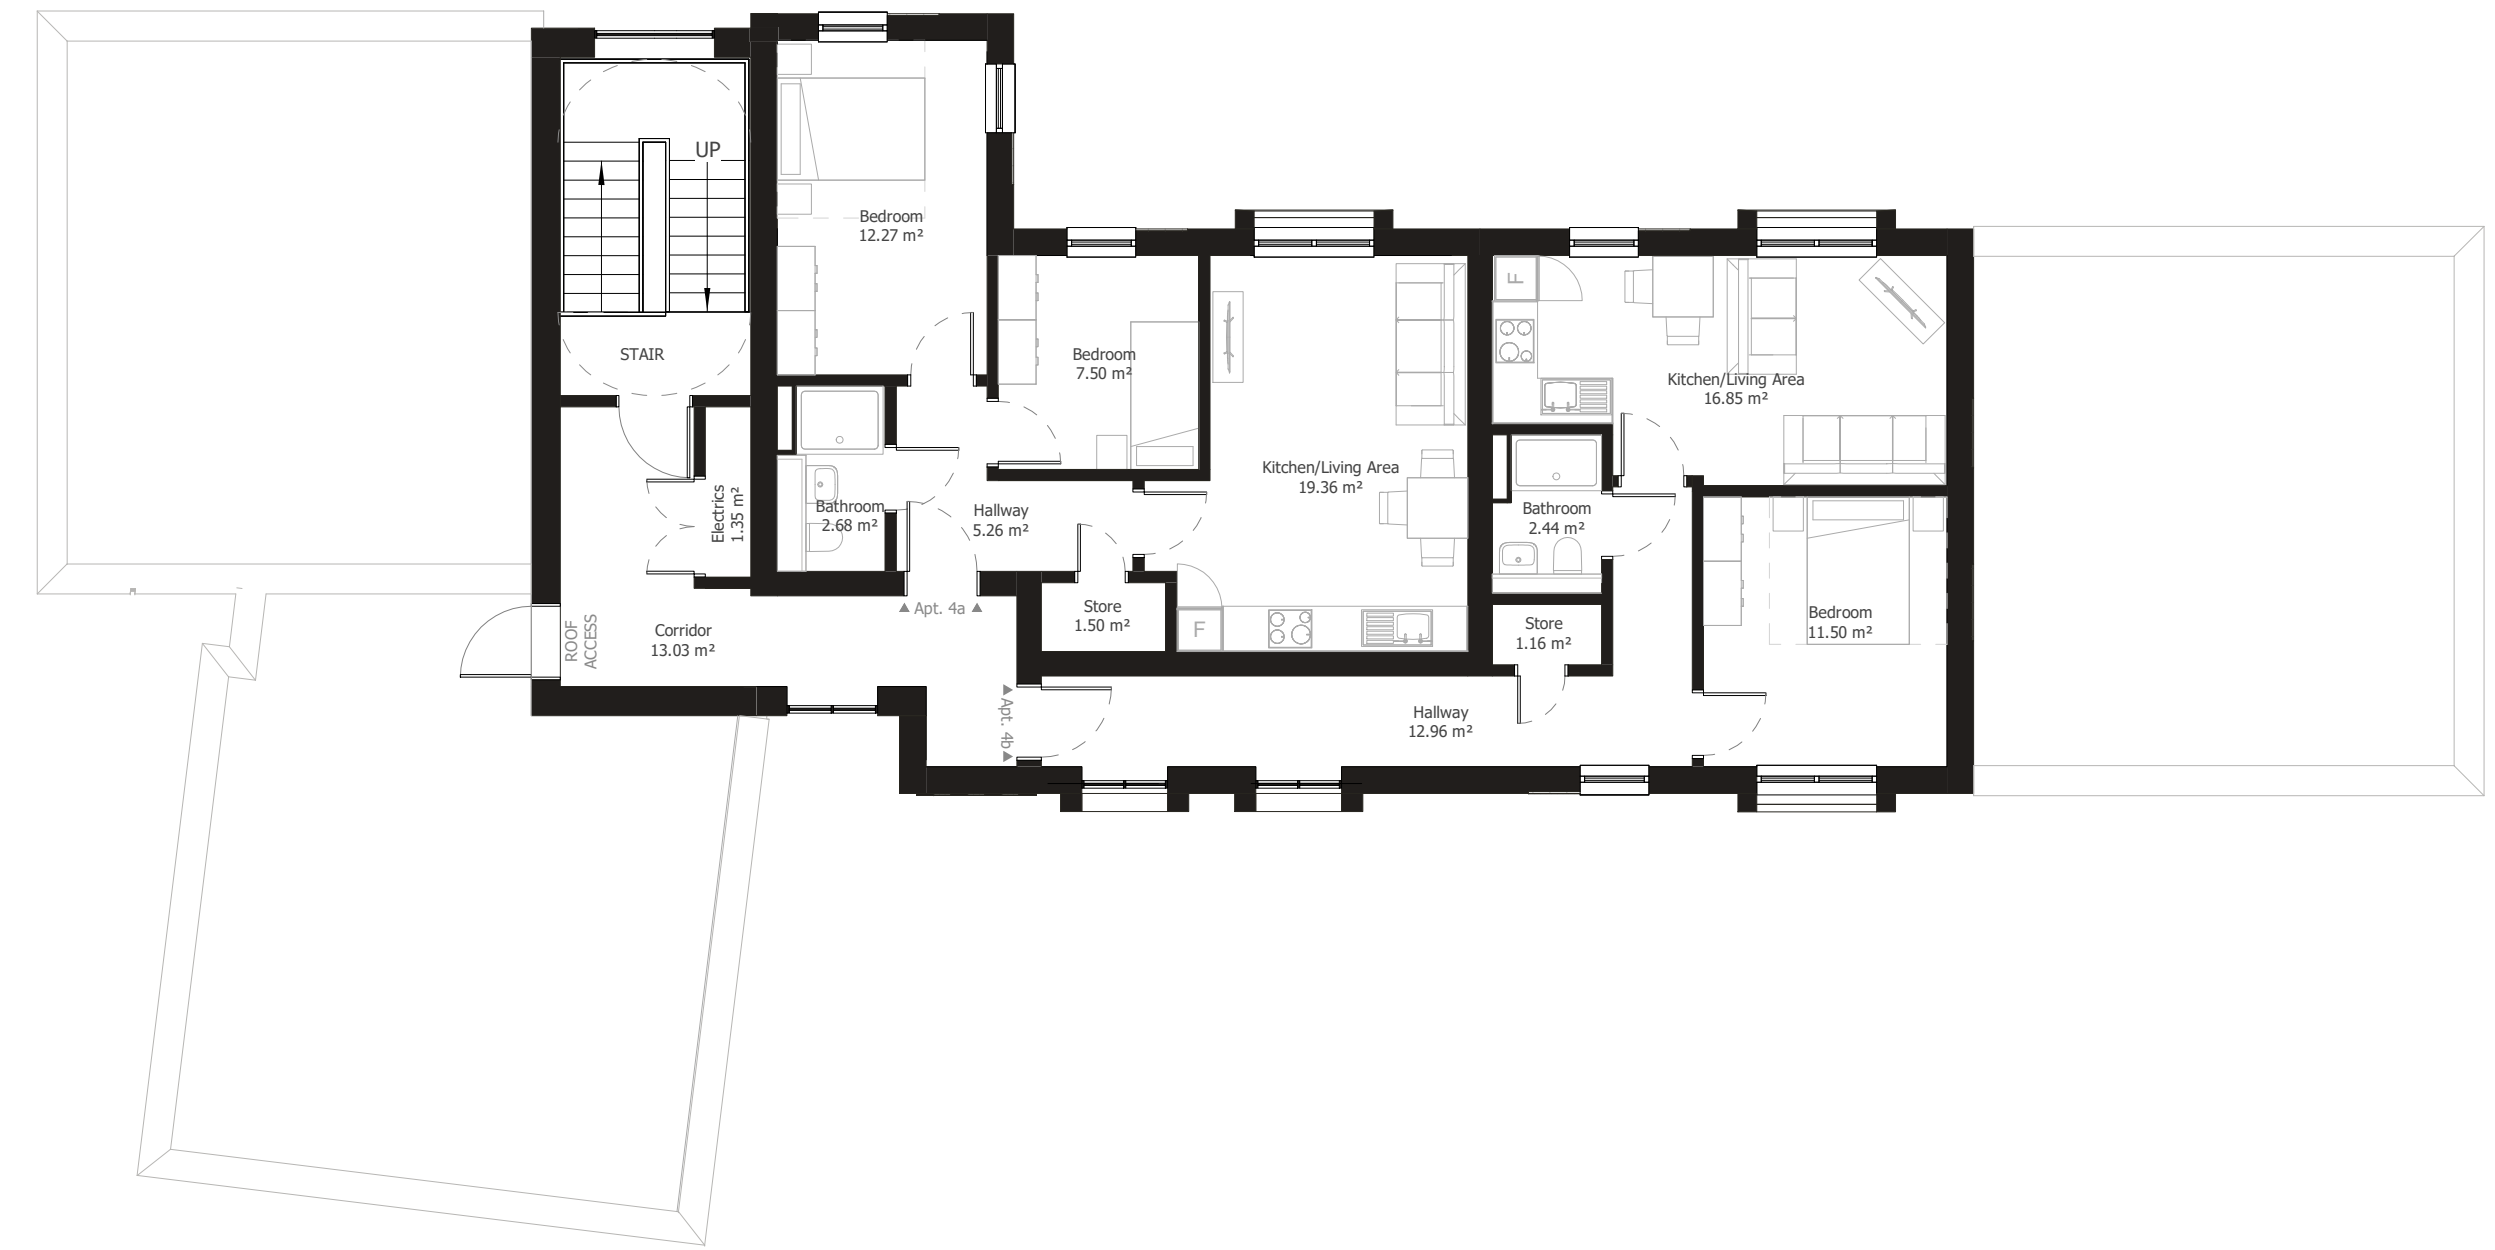 UP
Bedroom
12.27 m²
STAIR
Bedroom
7.50 m²
F
Kitchen/Living Area
16.85 m²
Kitchen/Living Area
19.36 m²
Electrics
1.35 m²
Bathroom
2.68 m²
Hallway
5.26 m²
Bathroom
2.44 m²
Apt. 4a
Store
1.50 m²
F
Store
1.16 m²
Bedroom
11.50 m²
ROOF
ACCESS
Corridor
13.03 m²
Apt. 4b
Hallway
12.96 m²